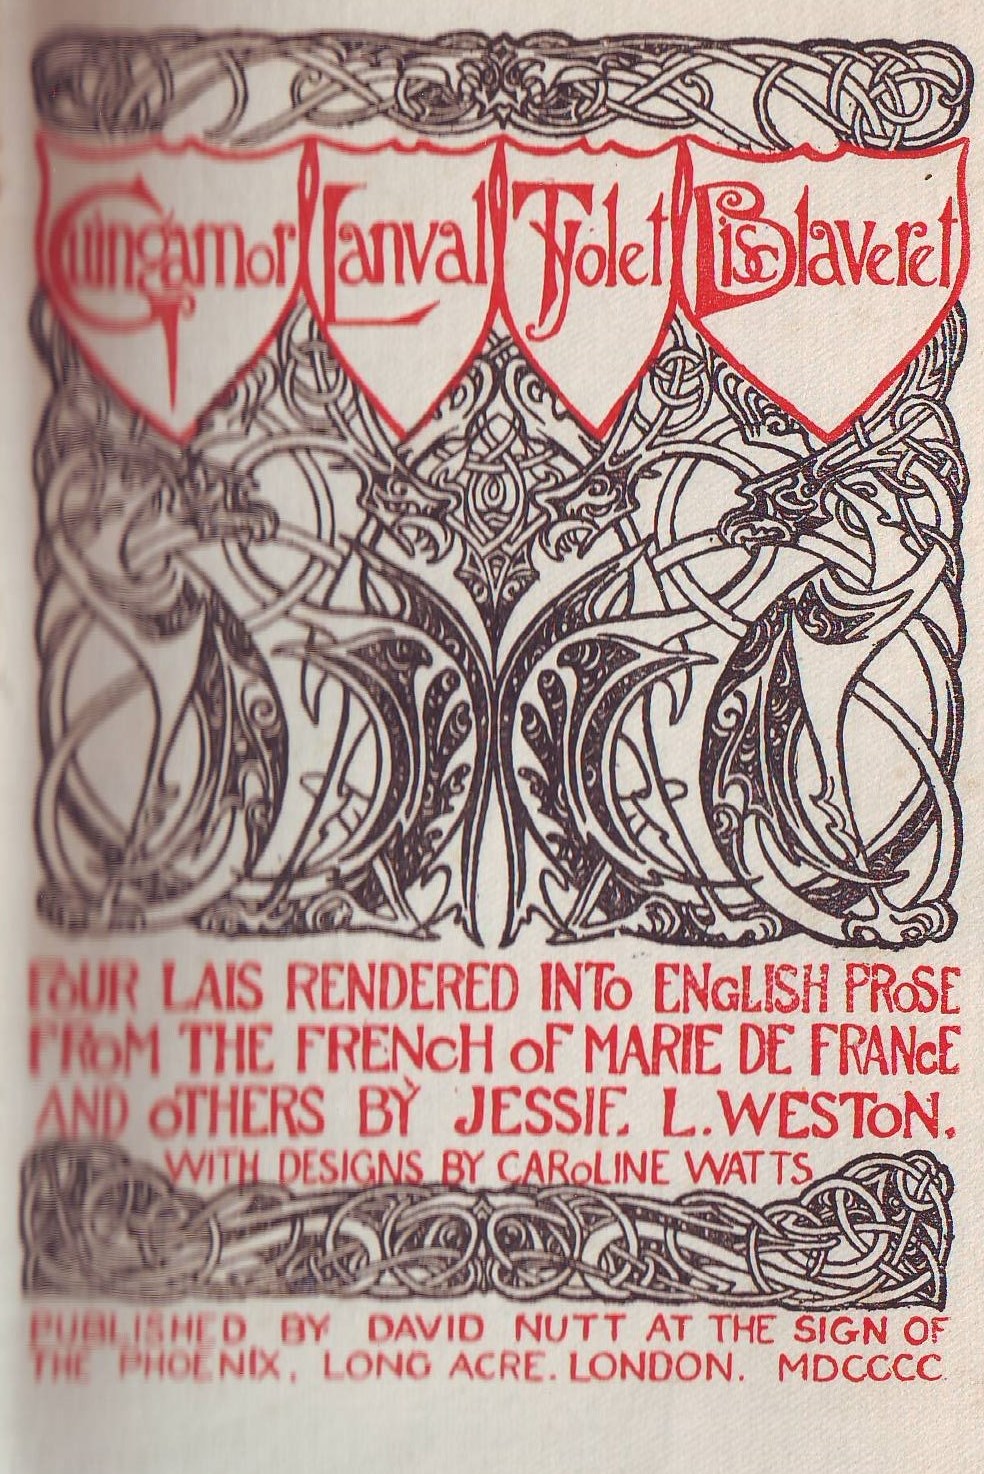 Guingamor Lanval Tyolet Bisclaveret
FOUR LAIS RENDERED INTO ENGLISH PROSE
FROM THE FRENCH OF MARIE DE FRANCE
AND OTHERS BY JESSIE L. WESTON.
WITH DESIGNS BY CAROLINE WATTS
PUBLISHED BY DAVID NUTT AT THE SIGN OF
THE PHOENIX, LONG ACRE. LONDON. MDCCCC